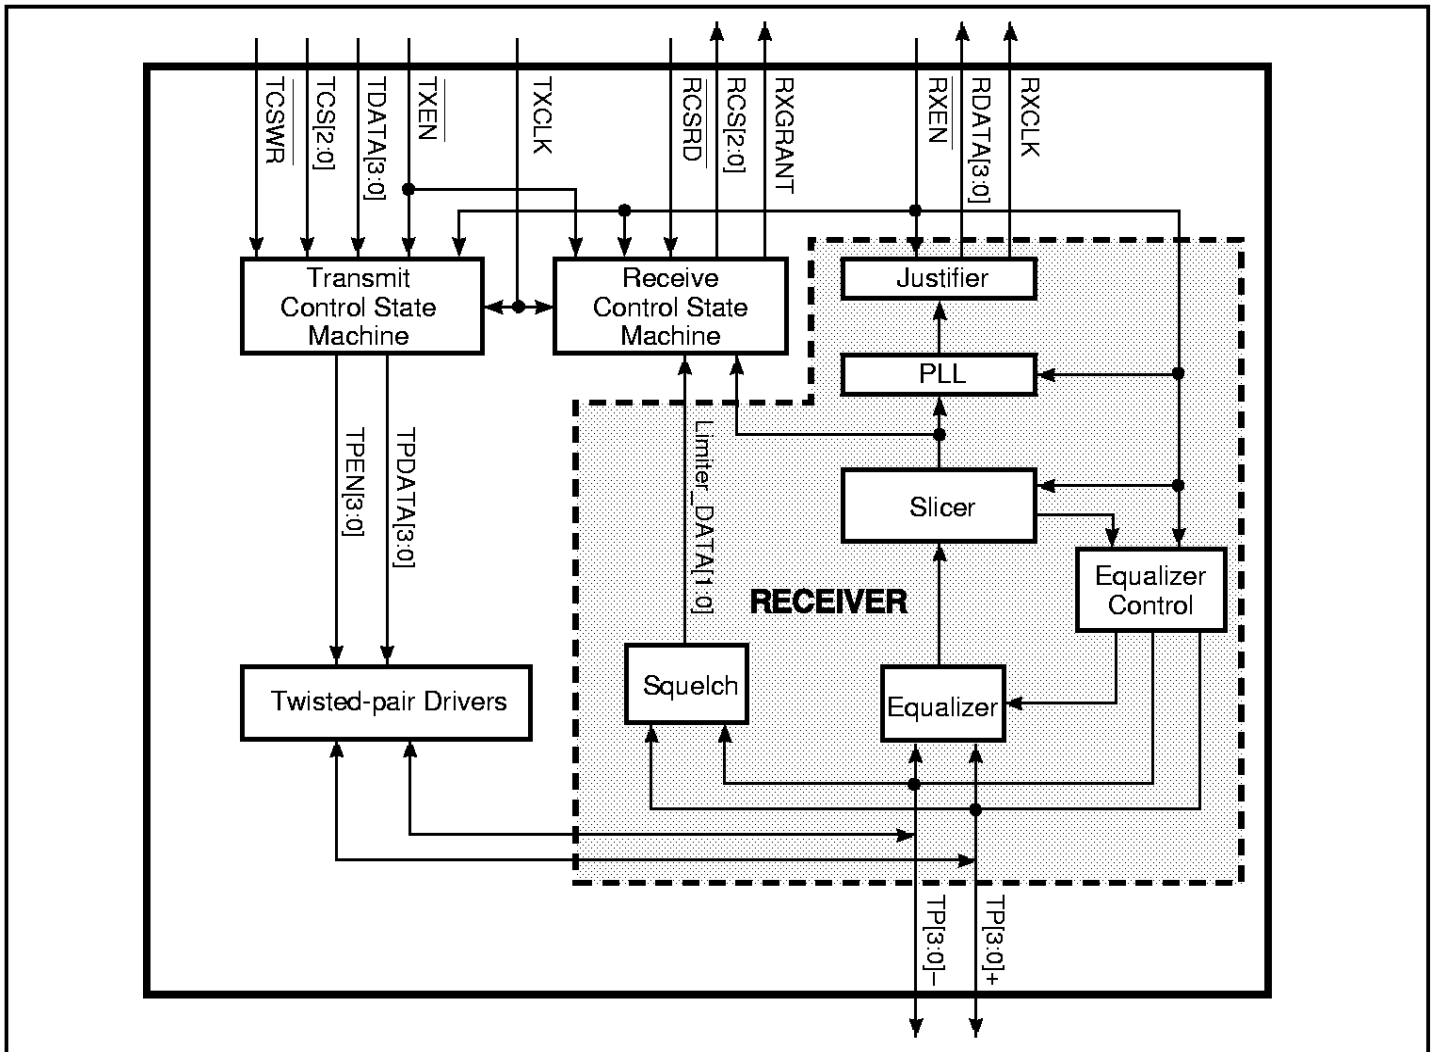 TCSWR
TCS[2:0]
TDATA[3:0]
TXEN
TXCLK
RCSRD
RCS[2:0]
RXGRANT
RXEN
RDATA[3:0]
RXCLK
Transmit
Control State
Machine
Receive
Control State
Machine
Justifier
PLL
TPEN[3:0]
TPDATA[3:0]
Limiter_DATA[1:0]
Slicer
Equalizer
Control
RECEIVER
Twisted-pair Drivers
Squelch
Equalizer
TP[3:0]–
TP[3:0]+